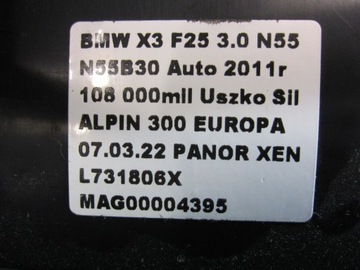 BMW X3 F25 3.0 N55
N55B30 Auto 2011r
108 000mil Uszko Sil
ALPIN 300 EUROPA
07.03.22 PANOR XEN
L731806X
MAG00004395